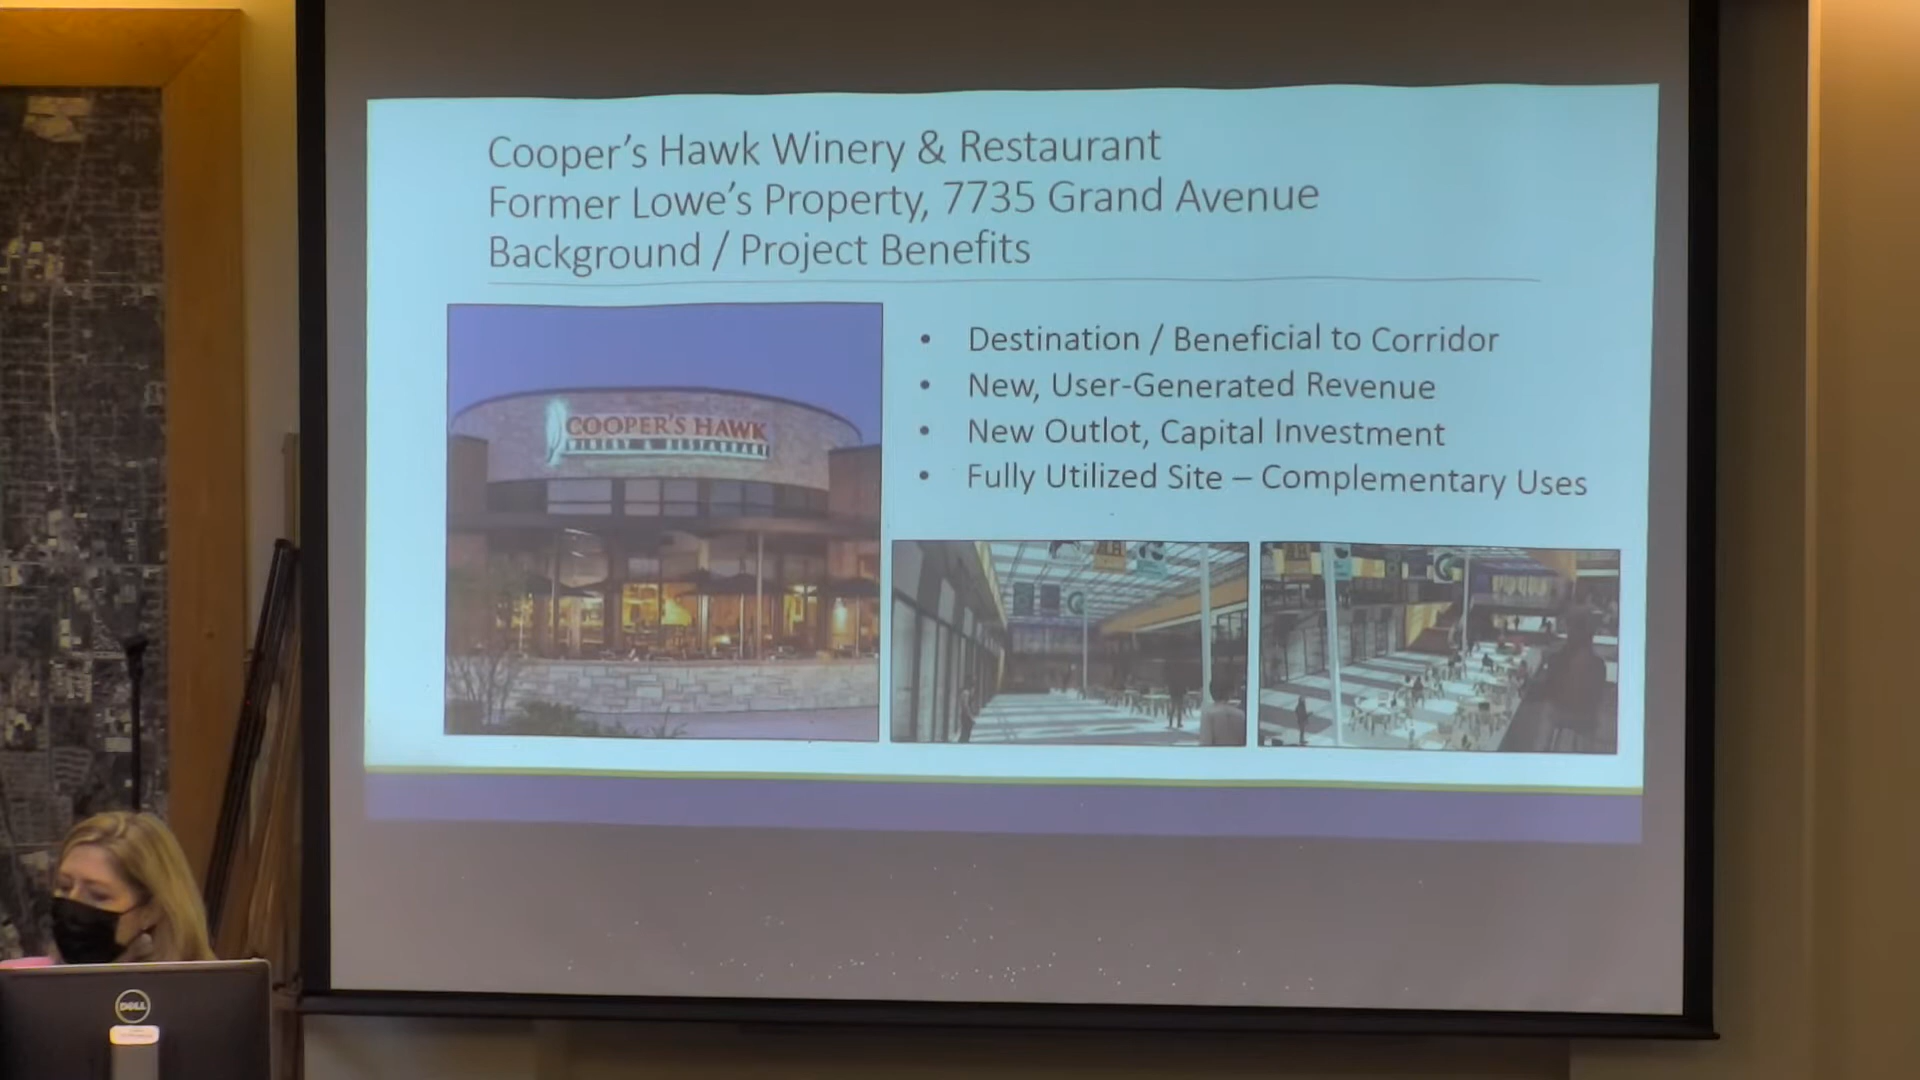 Cooper's Hawk Winery & Restaurant
Former Lowe's Property, 7735 Grand Avenue
Background / Project Benefits
• Destination / Beneficial to Corridor
• New, User-Generated Revenue
• New Outlot, Capital Investment
• Fully Utilized Site – Complementary Uses
COOPER'S HAWK
WINERY & RESTAURANT
DELL